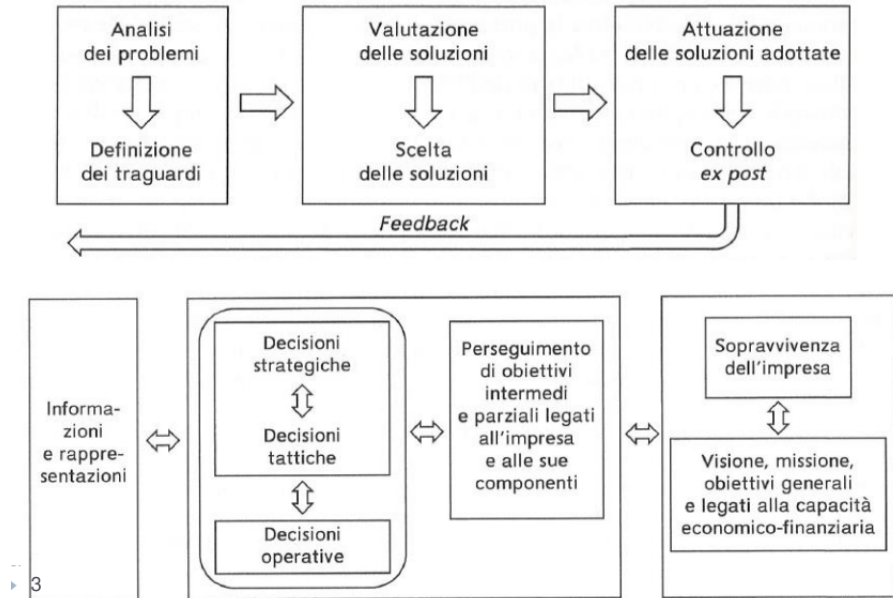 Analisi
dei problemi
Definizione
dei traguardi
Valutazione
delle soluzioni
Scelta
delle soluzioni
Attuazione
delle soluzioni adottate
Controllo
ex post
Feedback
Informa-
zioni
e rappre-
sentazioni
Decisioni
strategiche
Decisioni
tattiche
Decisioni
operative
Perseguimento
di obiettivi
intermedi
e parziali legati
all'impresa
e alle sue
componenti
Sopravvivenza
dell'impresa
Visione, missione,
obiettivi generali
e legati alla capacità
economico-finanziaria
3